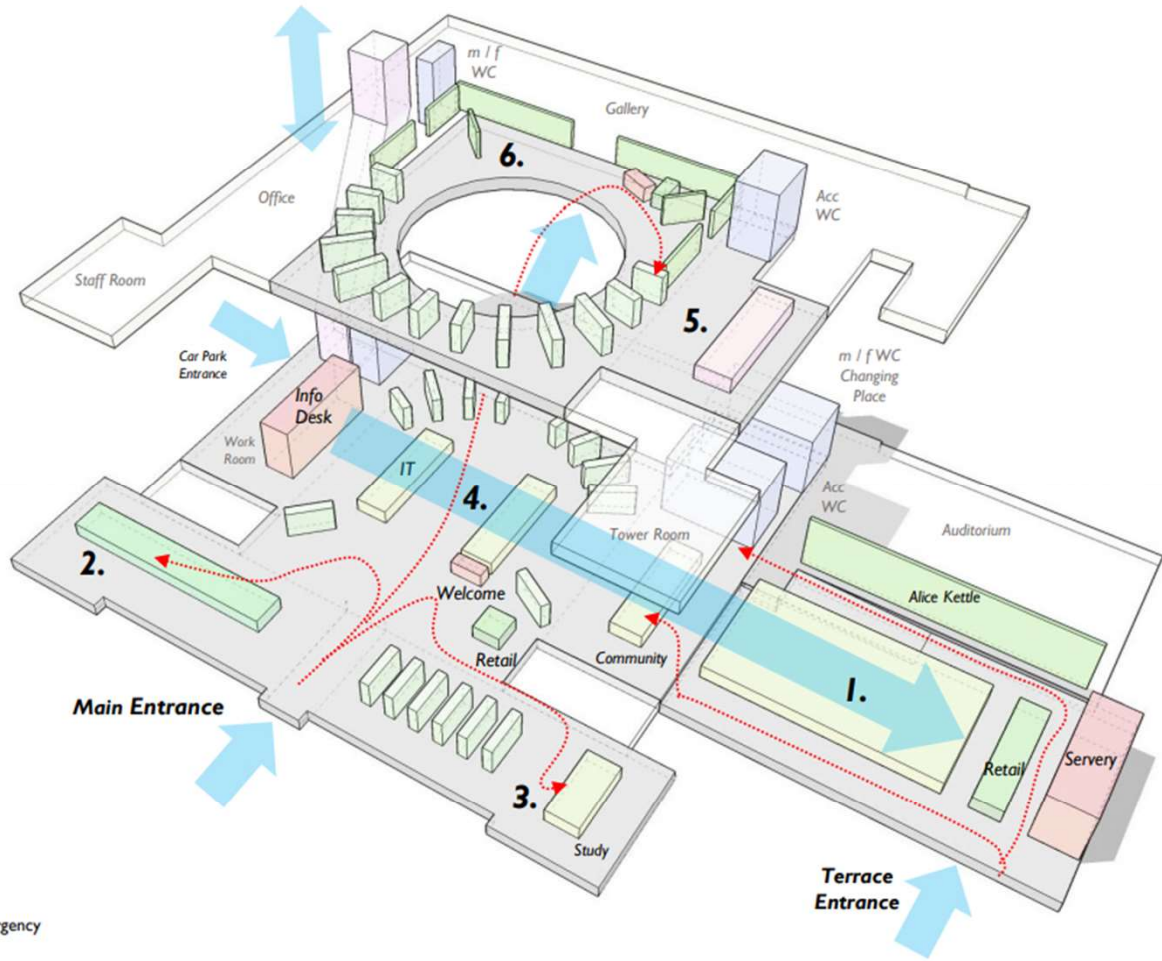 m / f
WC
Gallery
6.
Office
Acc
WC
Staff Room
5.
Car Park
Entrance
m / f WC
Changing
Place
Info
Desk
Work
Room
IT
4.
Acc
WC
Auditorium
Tower Room
2.
Welcome
Alice Kettle
Retail
Community
Main Entrance
1.
Retail
Servery
3.
Study
Terrace
Entrance
rgency